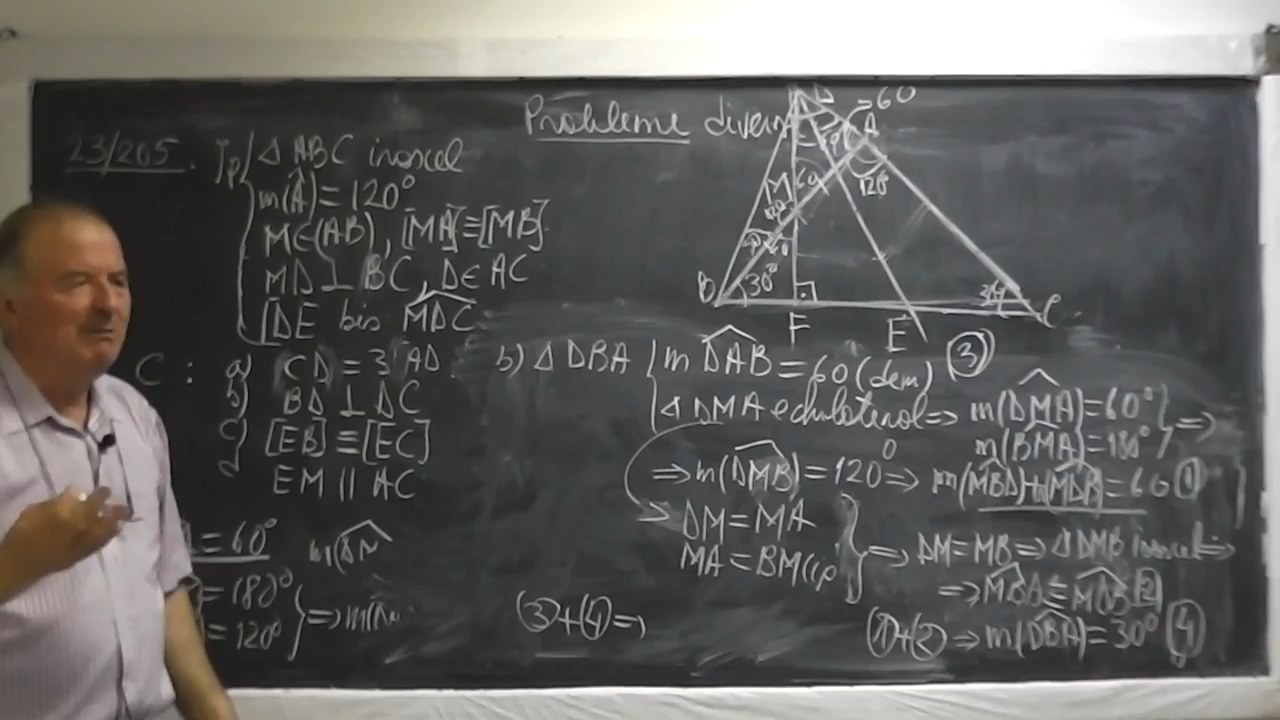 Probleme divers
23/205. Ip/ Δ ABC isoscel
m(Â) = 120°
M∈(AB), [MA]≡[MB]
MD ⊥ BC, D∈ AC
[DE bis MDC
C : a) CD = 3 AD
b) BD ⊥ DC
c) [EB] ≡ [EC]
EM || AC
= 60°
= 180°
= 120° } =>
D
=60
A
120°
M
60
30°
B
F
E
C
b) Δ DBA { m DAB = 60 (dem) (3)
Δ DMA echilateral => m(DMA)=60°
m(BMA)=180° } =>
=> m(DMB) = 120° => m(MBD)+m(MDB) = 60 (1)
DM = MA
MA = BM (ip } => DM = MB => Δ DMB isoscel =>
=> MBD ≡ MDB (2)
(1)+(2) => m(DBA) = 30° (4)
(3)+(4) =>